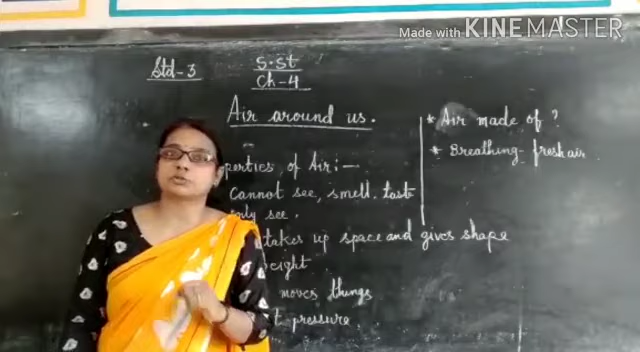 Made with KINEMASTER
Std-3
S.St
Ch-4
Air around us.
perties of Air:—
Cannot see, smell. tast
only see.
takes up space and gives shape
eight
moves things
t pressure.
* Air made of ?
* Breathing - fresh air